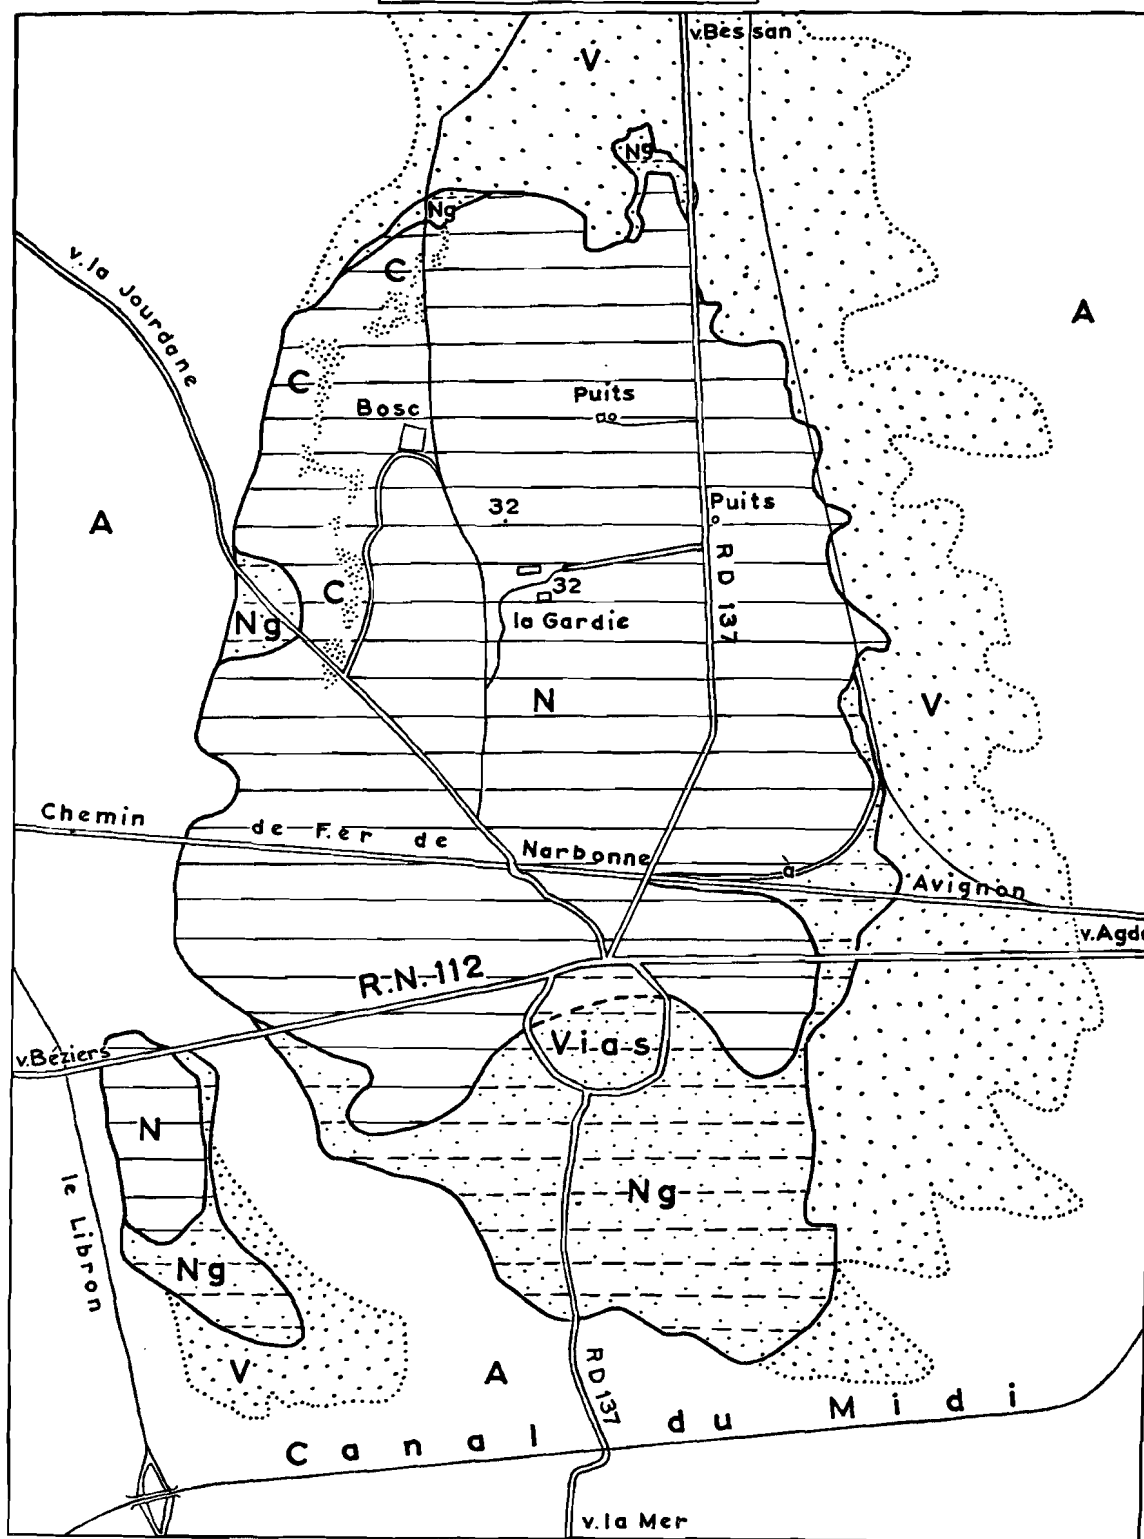 v.Bessan
V
Ng
Ng
v.la Jourdane
C
A
C
Puits
Bosc
32
Puits
A
RD 137
C
32
Ng
la Gardie
N
V
Chemin de Fer de Narbonne à Avignon
v.Agde
R.N.112
Vias
v.Béziers
N
Ng
le Libron
Ng
V
A
RD 137
Canal du Midi
v.la Mer